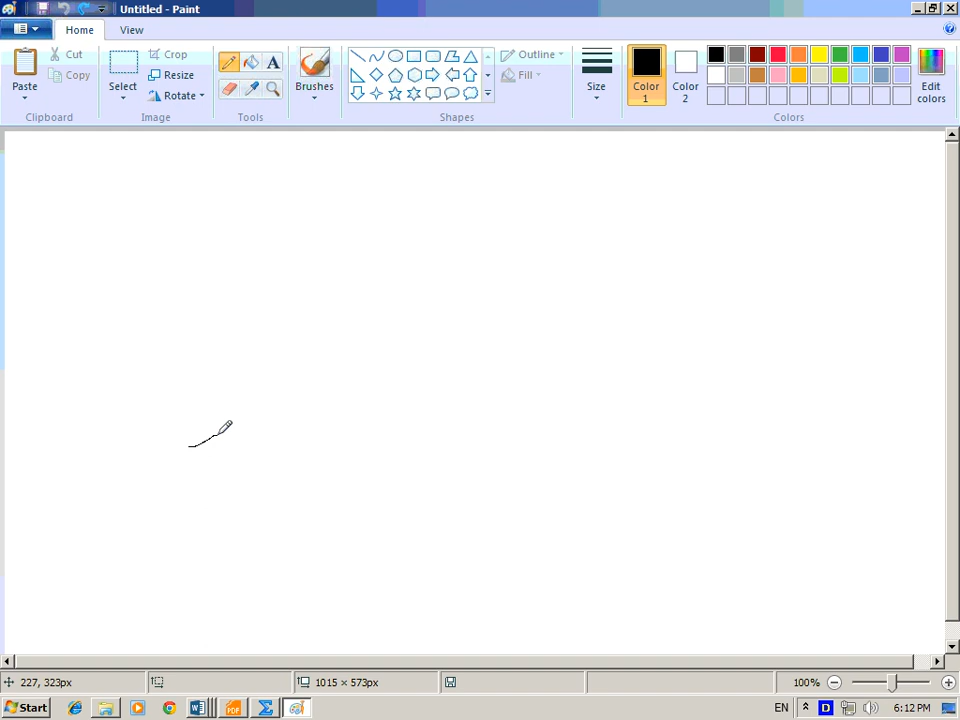 Untitled - Paint
Home View
Paste
Cut
Copy
Clipboard
Select
Crop
Resize
Rotate
Image
Tools
Brushes
Shapes
Outline
Fill
Size
Color 1
Color 2
Edit colors
Colors
227, 323px
1015 × 573px
100%
Start
W
PDF
EN
D
6:12 PM